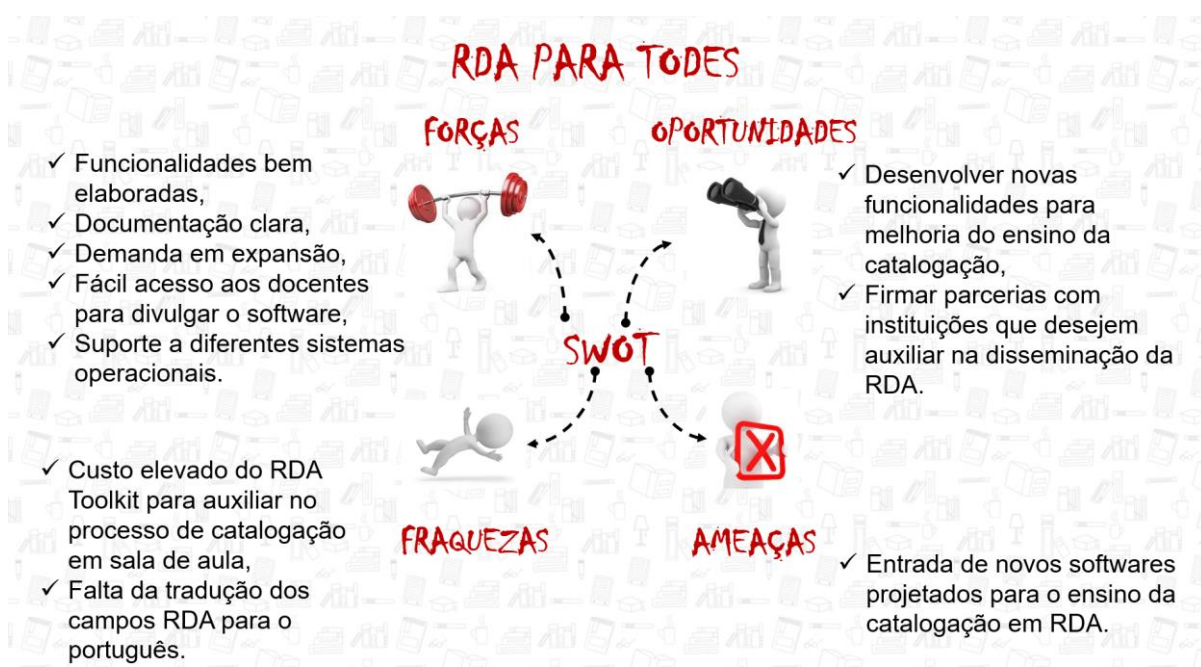 RDA PARA TODES
FORÇAS
✓ Funcionalidades bem
elaboradas,
✓ Documentação clara,
✓ Demanda em expansão,
✓ Fácil acesso aos docentes
para divulgar o software,
✓ Suporte a diferentes sistemas
operacionais.
OPORTUNIDADES
✓ Desenvolver novas
funcionalidades para
melhoria do ensino da
catalogação,
✓ Firmar parcerias com
instituições que desejem
auxiliar na disseminação da
RDA.
SWOT
FRAQUEZAS
✓ Custo elevado do RDA
Toolkit para auxiliar no
processo de catalogação
em sala de aula,
✓ Falta da tradução dos
campos RDA para o
português.
AMEAÇAS
✓ Entrada de novos softwares
projetados para o ensino da
catalogação em RDA.